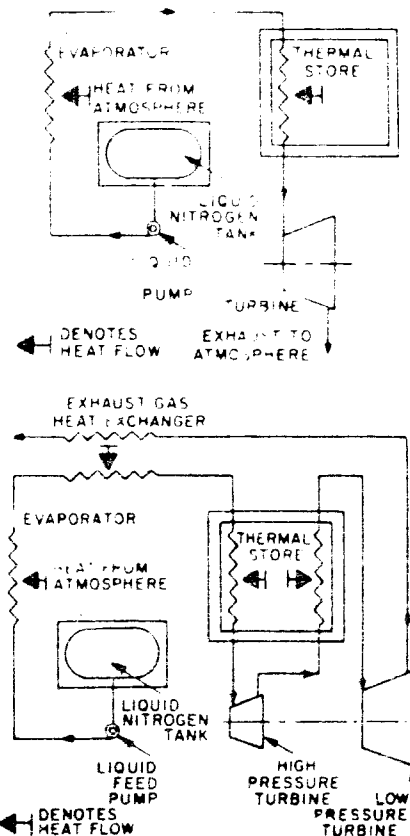 EVAPORATOR
HEAT FROM
ATMOSPHERE
THERMAL
STORE
LIQUID
NITROGEN
TANK
PUMP
TURBINE
DENOTES
HEAT FLOW
EXHAUST TO
ATMOSPHERE
EXHAUST GAS
HEAT EXCHANGER
EVAPORATOR
HEAT FROM
ATMOSPHERE
THERMAL
STORE
LIQUID
NITROGEN
TANK
LIQUID
FEED
PUMP
HIGH
PRESSURE
TURBINE
LOW
PRESSURE
TURBINE
DENOTES
HEAT FLOW